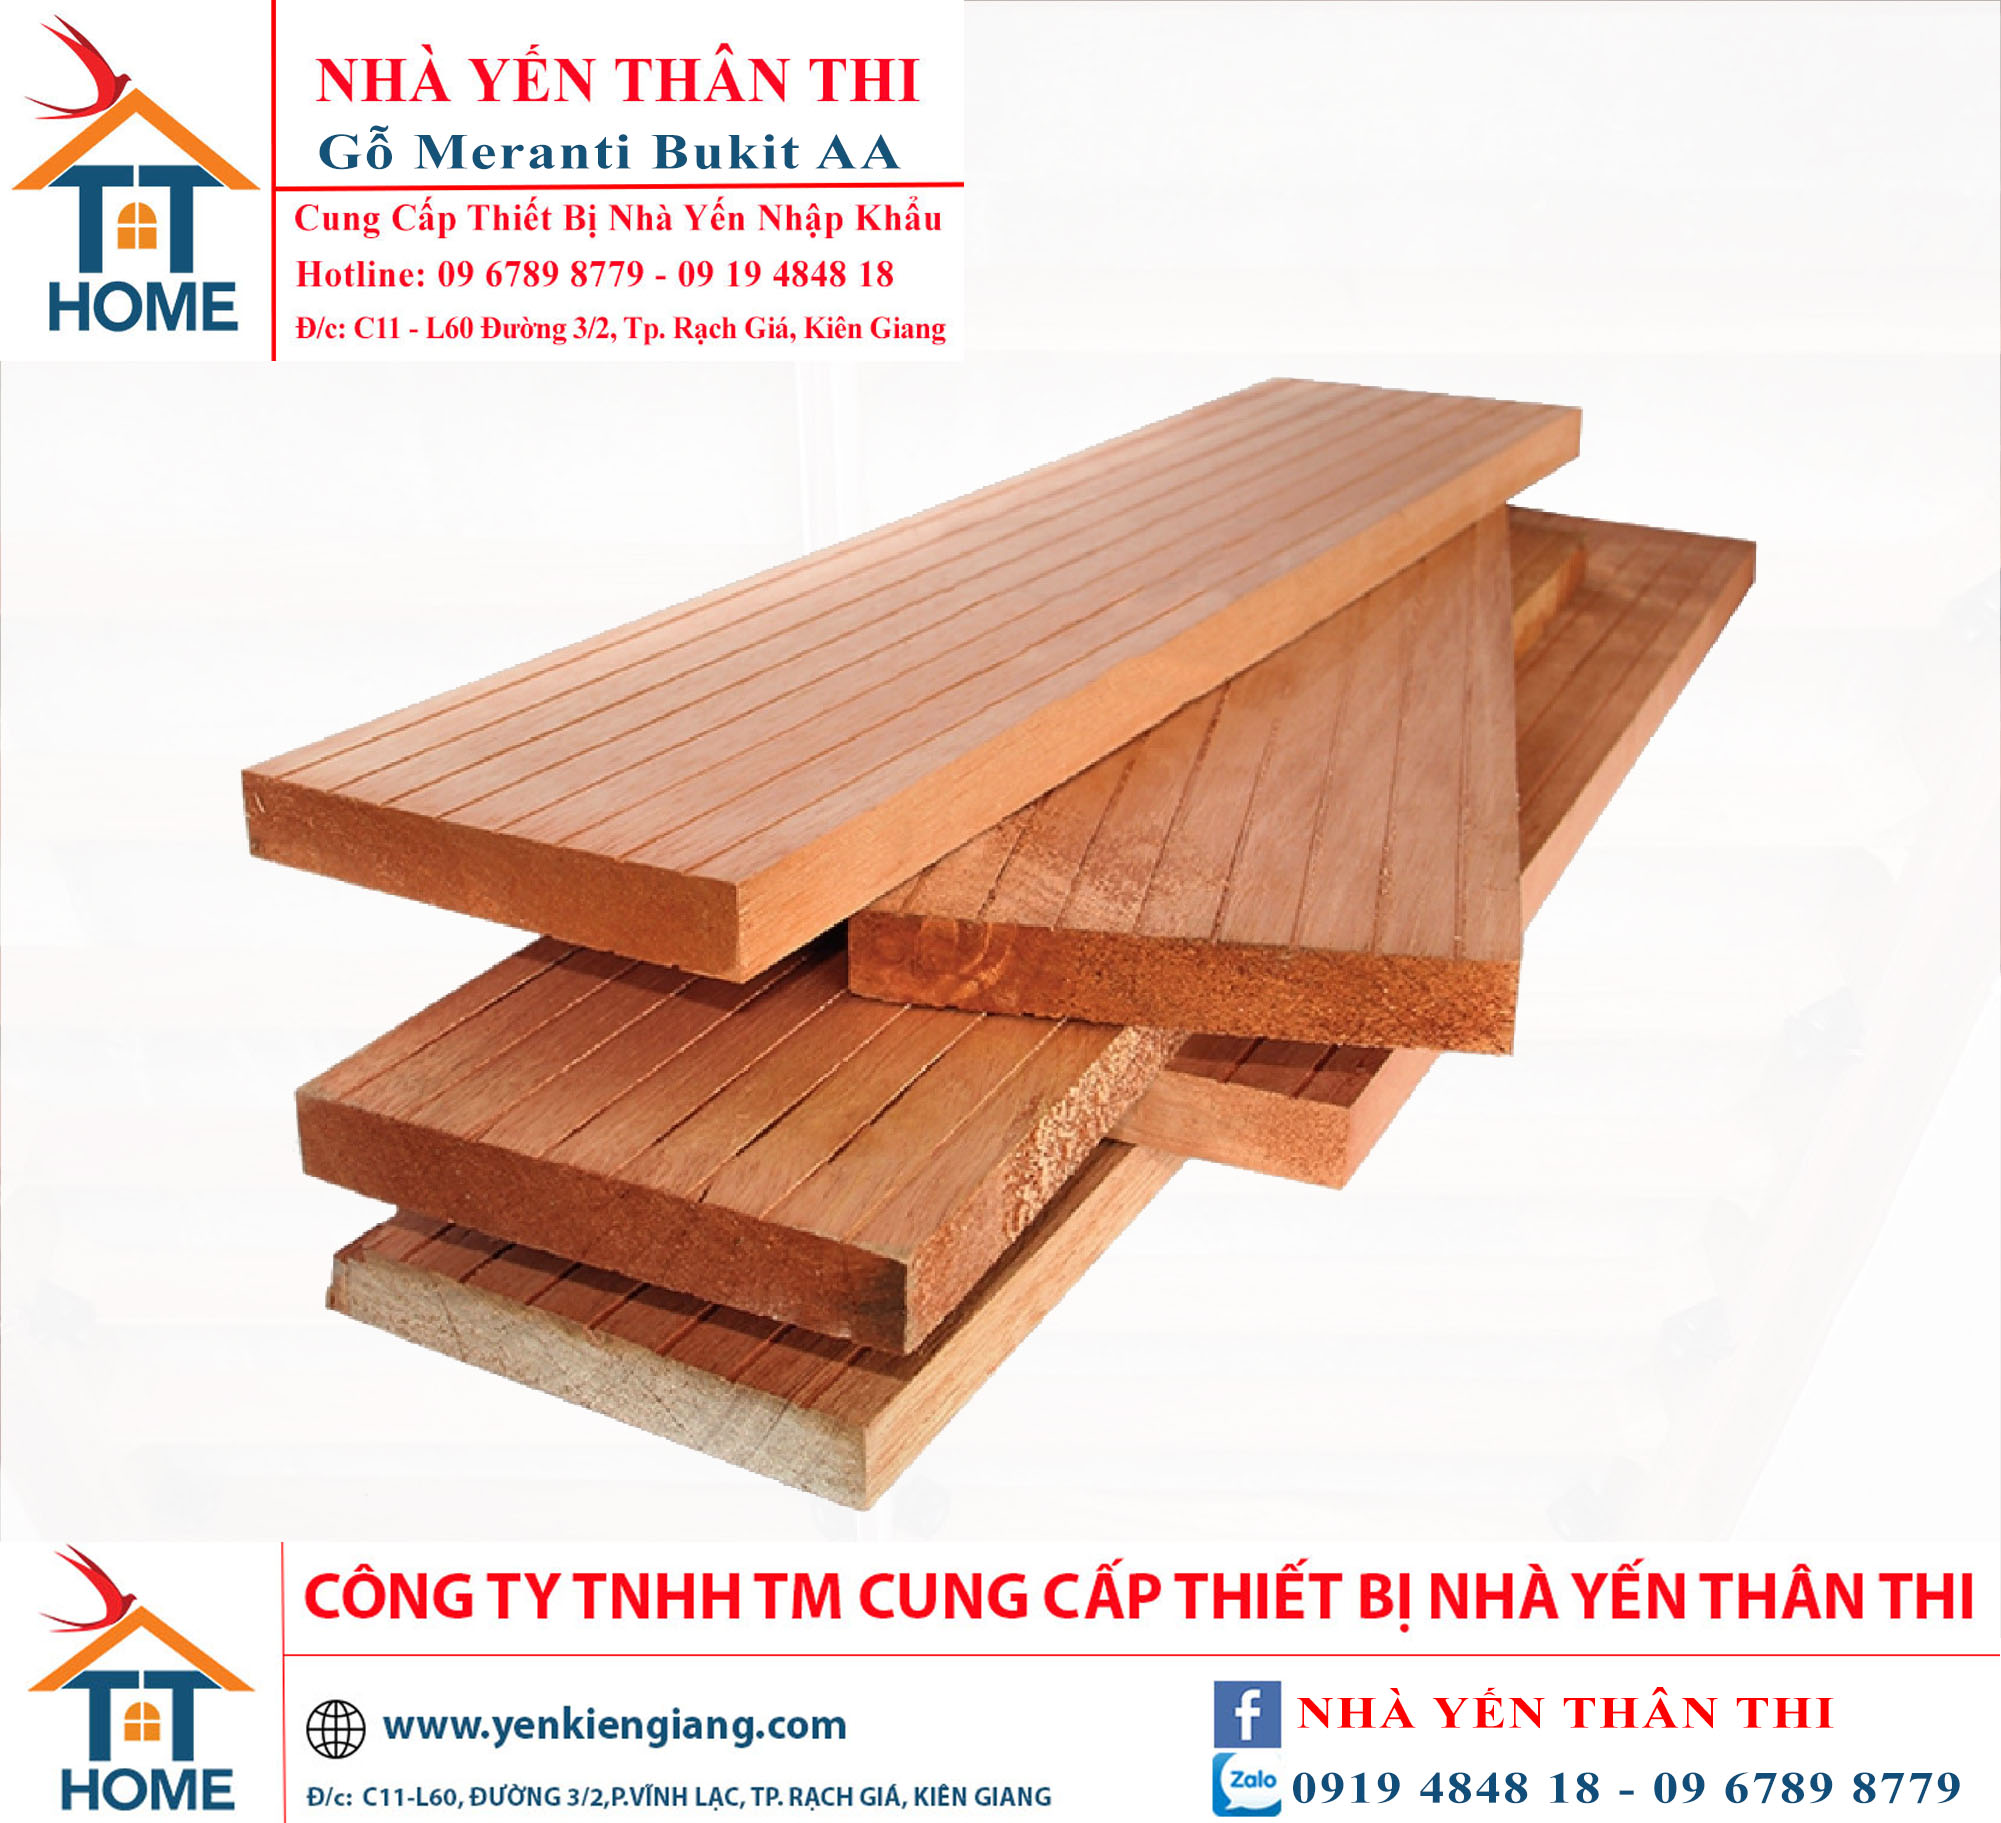 NHÀ YẾN THÂN THI
Gỗ Meranti Bukit AA
Cung Cấp Thiết Bị Nhà Yến Nhập Khẩu
Hotline: 09 6789 8779 - 09 19 4848 18
Đ/c: C11 - L60 Đường 3/2, Tp. Rạch Giá, Kiên Giang
TT
HOME
CÔNG TY TNHH TM CUNG CẤP THIẾT BỊ NHÀ YẾN THÂN THI
TT
HOME
www.yenkiengiang.com
Đ/c: C11-L60, ĐƯỜNG 3/2,P.VĨNH LẠC, TP. RẠCH GIÁ, KIÊN GIANG
f NHÀ YẾN THÂN THI
Zalo 0919 4848 18 - 09 6789 8779